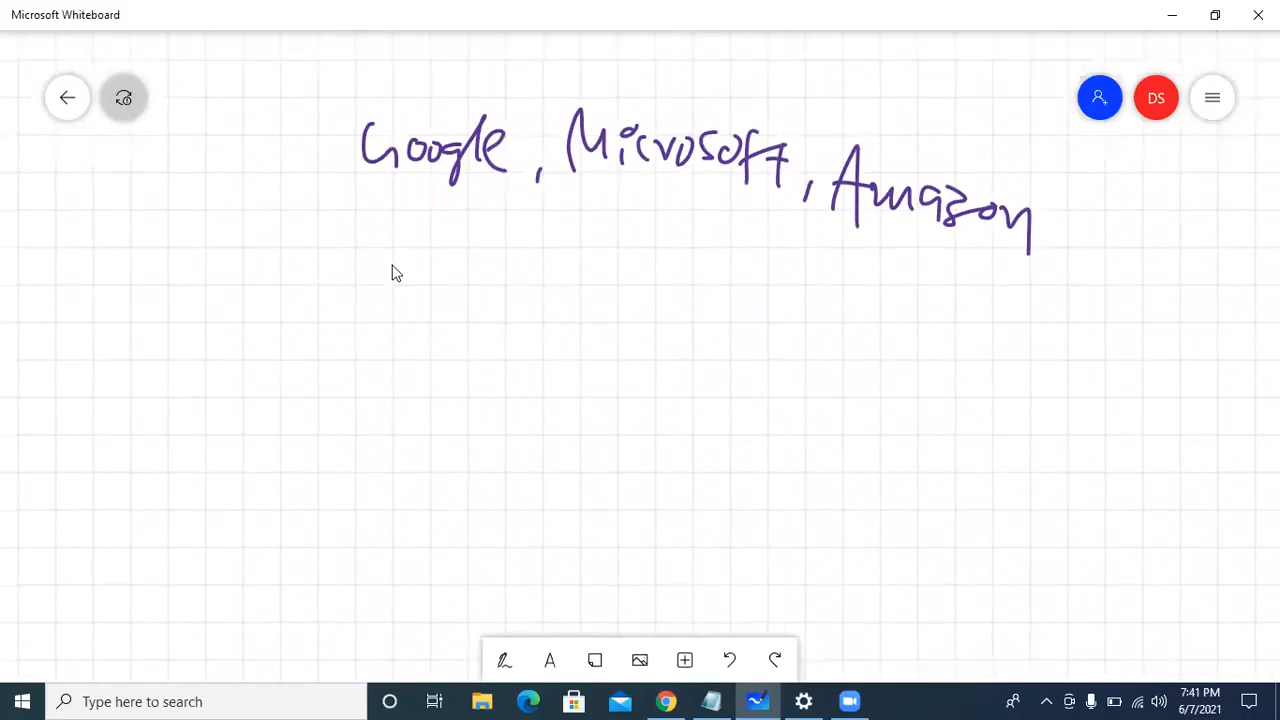 Microsoft Whiteboard
DS
Google, Microsoft, Amazon
A
Type here to search
7:41 PM
6/7/2021